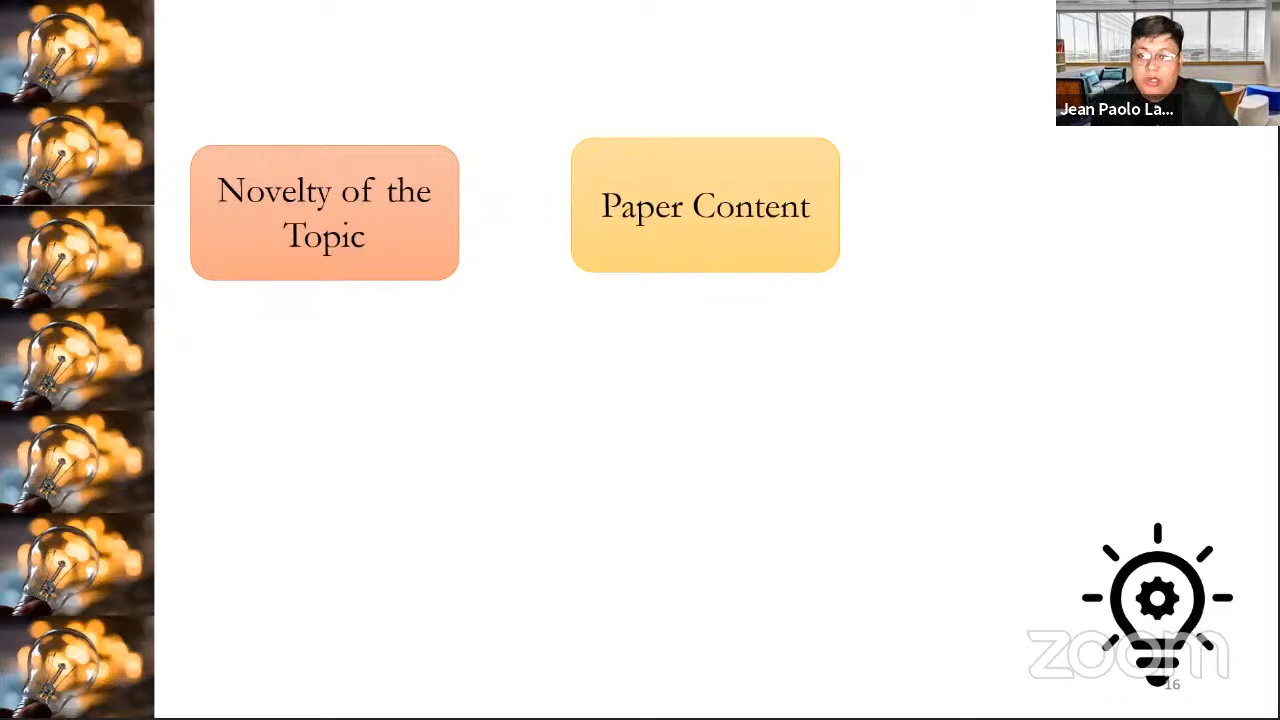 Jean Paolo La...
Novelty of the
Topic
Paper Content
zoom
16